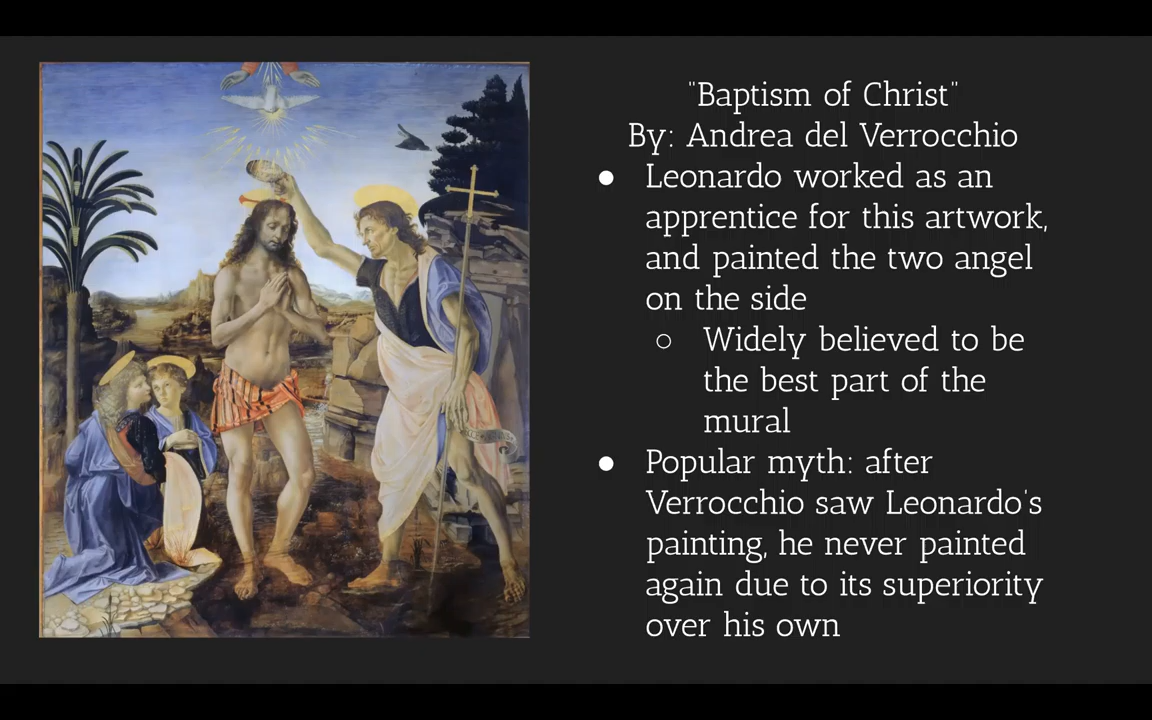 "Baptism of Christ"
By: Andrea del Verrocchio
● Leonardo worked as an
apprentice for this artwork,
and painted the two angel
on the side
○ Widely believed to be
the best part of the
mural
● Popular myth: after
Verrocchio saw Leonardo's
painting, he never painted
again due to its superiority
over his own